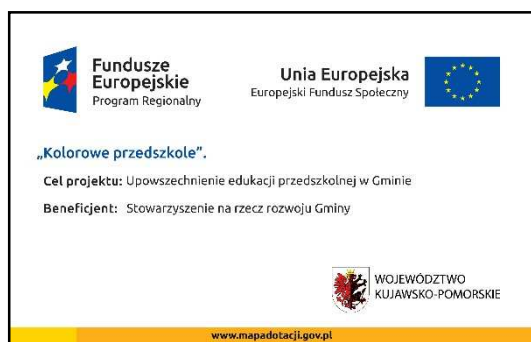 Fundusze
Europejskie
Program Regionalny
Unia Europejska
Europejski Fundusz Społeczny
„Kolorowe przedszkole”.
Cel projektu: Upowszechnienie edukacji przedszkolnej w Gminie
Beneficjent: Stowarzyszenie na rzecz rozwoju Gminy
WOJEWÓDZTWO
KUJAWSKO-POMORSKIE
www.mapadotacji.gov.pl